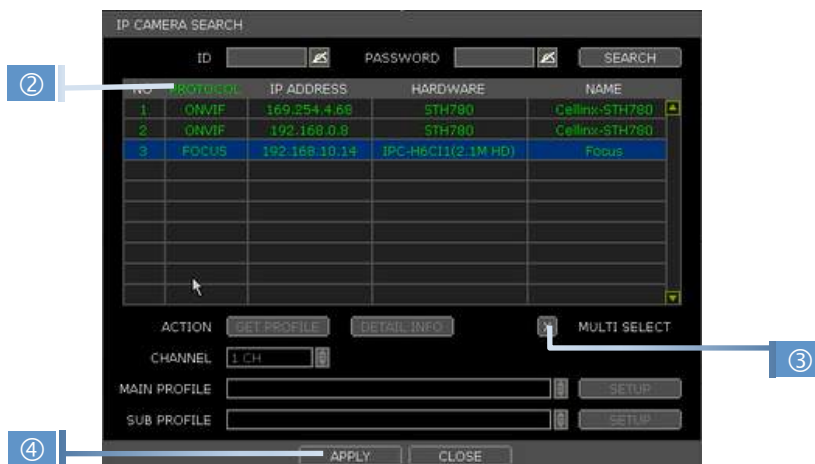 IP CAMERA SEARCH
ID PASSWORD SEARCH
②
NO PROTOCOL IP ADDRESS HARDWARE NAME
1 ONVIF 169.254.4.68 STH780 Cellinx-STH780
2 ONVIF 192.168.0.8 STH780 Cellinx-STH780
3 FOCUS 192.168.10.14 IPC-H6CI1(2.1M HD) Focus
ACTION GET PROFILE DETAIL INFO MULTI SELECT
③
CHANNEL 1 CH
MAIN PROFILE SETUP
SUB PROFILE SETUP
④
APPLY CLOSE